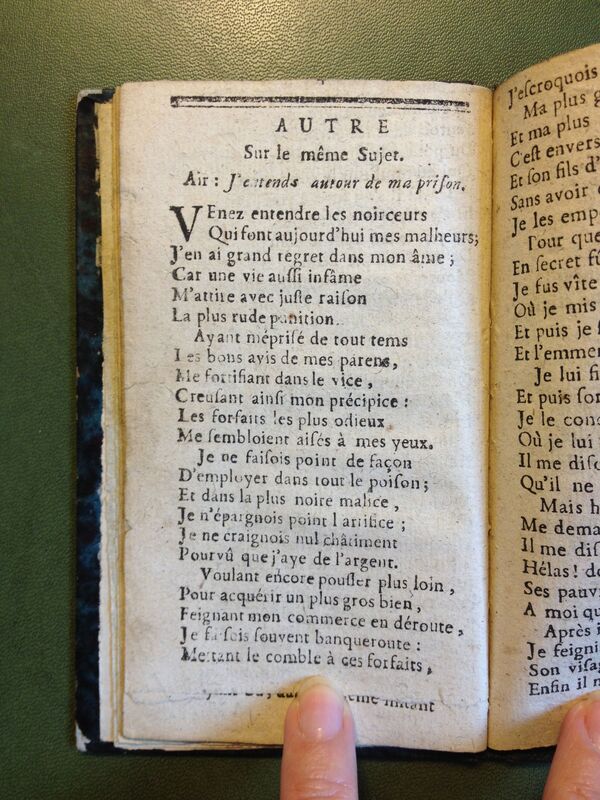 AUTRE
Sur le même Sujet.
Air : J'entends autour de ma prison.
VEnez entendre les noirceurs
Qui font aujourd'hui mes malheurs;
J'en ai grand regret dans mon âme ;
Car une vie auſſi infâme
M'attire avec juſte raiſon
La plus rude punition.
Ayant mépriſé de tout tems
Les bons avis de mes parens,
Me fortifiant dans le vice,
Creuſant ainſi mon précipice :
Les forfaits les plus odieux
Me ſembloient aiſés à mes yeux.
Je ne faiſois point de façon
D'employer dans tout le poiſon;
Et dans la plus noire malice,
Je n'épargnois point l'artifice ;
Je ne craignois nul châtiment
Pourvû que j'aye de l'argent.
Voulant encore pouſſer plus loin,
Pour acquérir un plus gros bien,
Feignant mon commerce en déroute,
Je faiſois ſouvent banqueroute :
Mettant le comble à ces forfaits,
même inſtant
J'eſcroquois
Ma plus
Et ma plus
C'eſt envers
Et ſon fils d'
Sans avoir
Je les emp
Tour que
En ſecret fû
Je fus vîte
Où je mis
Et puis je f
Et l'emmer
Je lui fi
Et puis ſor
Je le con
Où je lui
Il me diſo
Qu'il ne
Mais h
Me dema
Il me diſ
Hélas! do
Ses pauv
A moi qu
Après i
Je feigni
Son viſag
Enfin il n